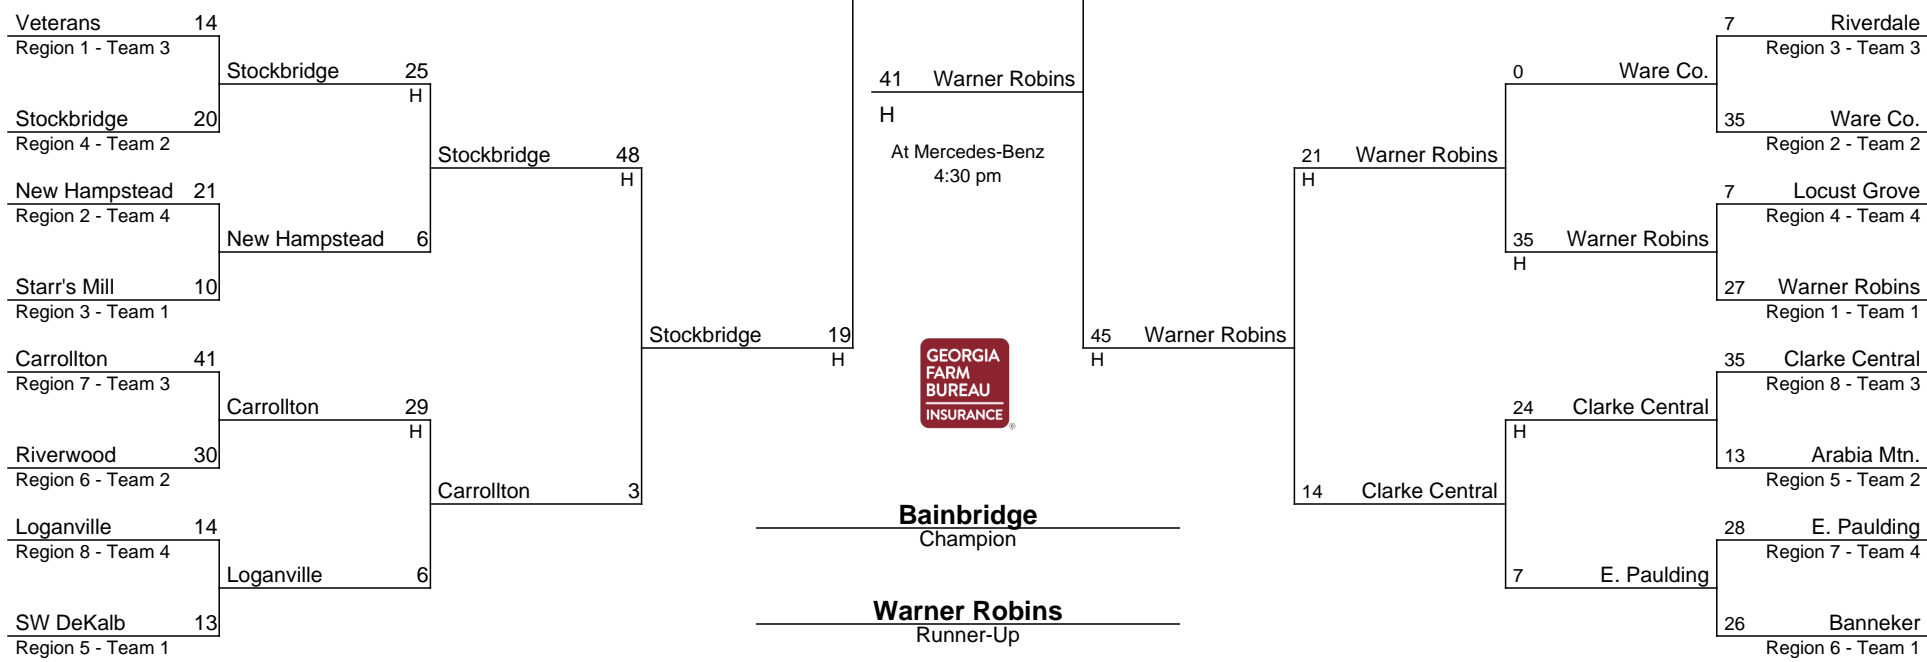 Veterans 14
Region 1 - Team 3
Stockbridge 25
H
Stockbridge 20
Region 4 - Team 2
Stockbridge 48
H
New Hampstead 21
Region 2 - Team 4
New Hampstead 6
Starr's Mill 10
Region 3 - Team 1
Stockbridge 19
H
Carrollton 41
Region 7 - Team 3
Carrollton 29
H
Riverwood 30
Region 6 - Team 2
Carrollton 3
Loganville 14
Region 8 - Team 4
Loganville 6
SW DeKalb 13
Region 5 - Team 1
41 Warner Robins
H
At Mercedes-Benz
4:30 pm
GEORGIA
FARM
BUREAU
INSURANCE
®
Bainbridge
Champion
Warner Robins
Runner-Up
45 Warner Robins
H
21 Warner Robins
H
14 Clarke Central
0 Ware Co.
35 Warner Robins
H
24 Clarke Central
H
7 E. Paulding
7 Riverdale
Region 3 - Team 3
35 Ware Co.
Region 2 - Team 2
7 Locust Grove
Region 4 - Team 4
27 Warner Robins
Region 1 - Team 1
35 Clarke Central
Region 8 - Team 3
13 Arabia Mtn.
Region 5 - Team 2
28 E. Paulding
Region 7 - Team 4
26 Banneker
Region 6 - Team 1